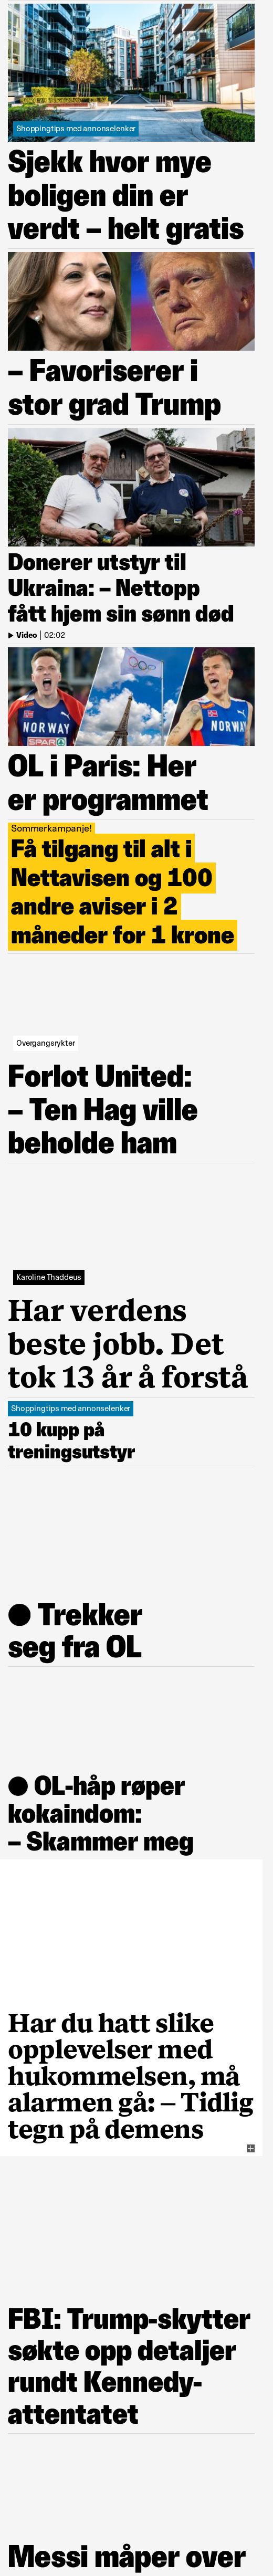 Shoppingtips med annonselenker
Sjekk hvor mye
boligen din er
verdt – helt gratis
– Favoriserer i
stor grad Trump
Donerer utstyr til
Ukraina: – Nettopp
fått hjem sin sønn død
Video | 02:02
NORWAY
SPAR
NORWAY
OL i Paris: Her
er programmet
Sommerkampanje!
Få tilgang til alt i
Nettavisen og 100
andre aviser i 2
måneder for 1 krone
Overgangsrykter
Forlot United:
– Ten Hag ville
beholde ham
Karoline Thaddeus
Har verdens
beste jobb. Det
tok 13 år å forstå
Shoppingtips med annonselenker
10 kupp på
treningsutstyr
● Trekker
seg fra OL
● OL-håp røper
kokaindom:
– Skammer meg
Har du hatt slike
opplevelser med
hukommelsen, må
alarmen gå: – Tidlig
tegn på demens
FBI: Trump-skytter
søkte opp detaljer
rundt Kennedy-
attentatet
Messi måper over